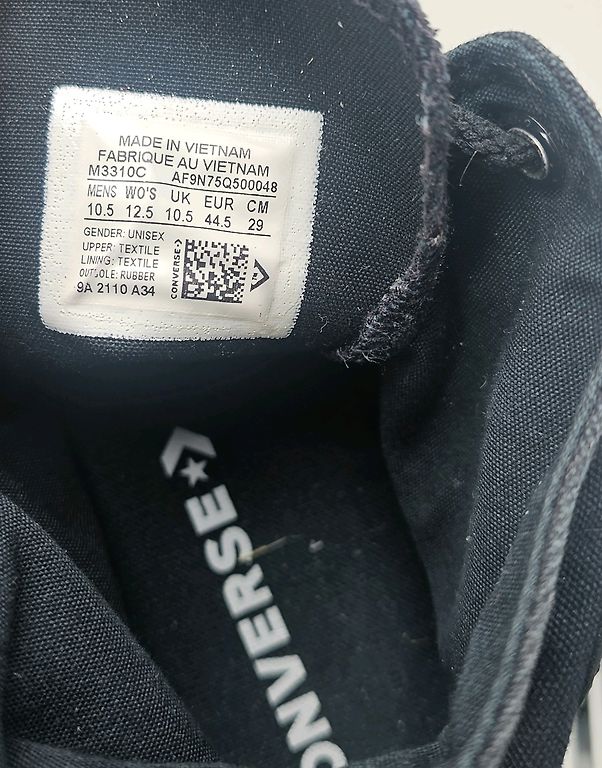 MADE IN VIETNAM
FABRIQUE AU VIETNAM
M3310C AF9N75Q500048
MENS WO'S UK EUR CM
10.5 12.5 10.5 44.5 29
GENDER: UNISEX
UPPER: TEXTILE
LINING: TEXTILE
OUTSOLE: RUBBER
9A 2110 A34
CONVERSE
ONVERSE